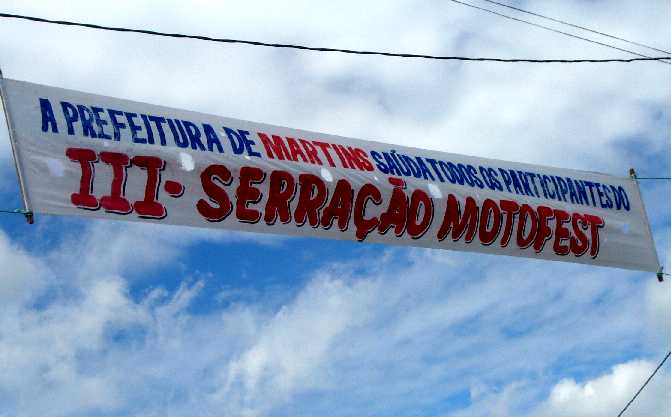 A PREFEITURA DE MARTINS SAÚDA TODOS OS PARTICIPANTES DO
III- SERRAÇÃO MOTOFEST